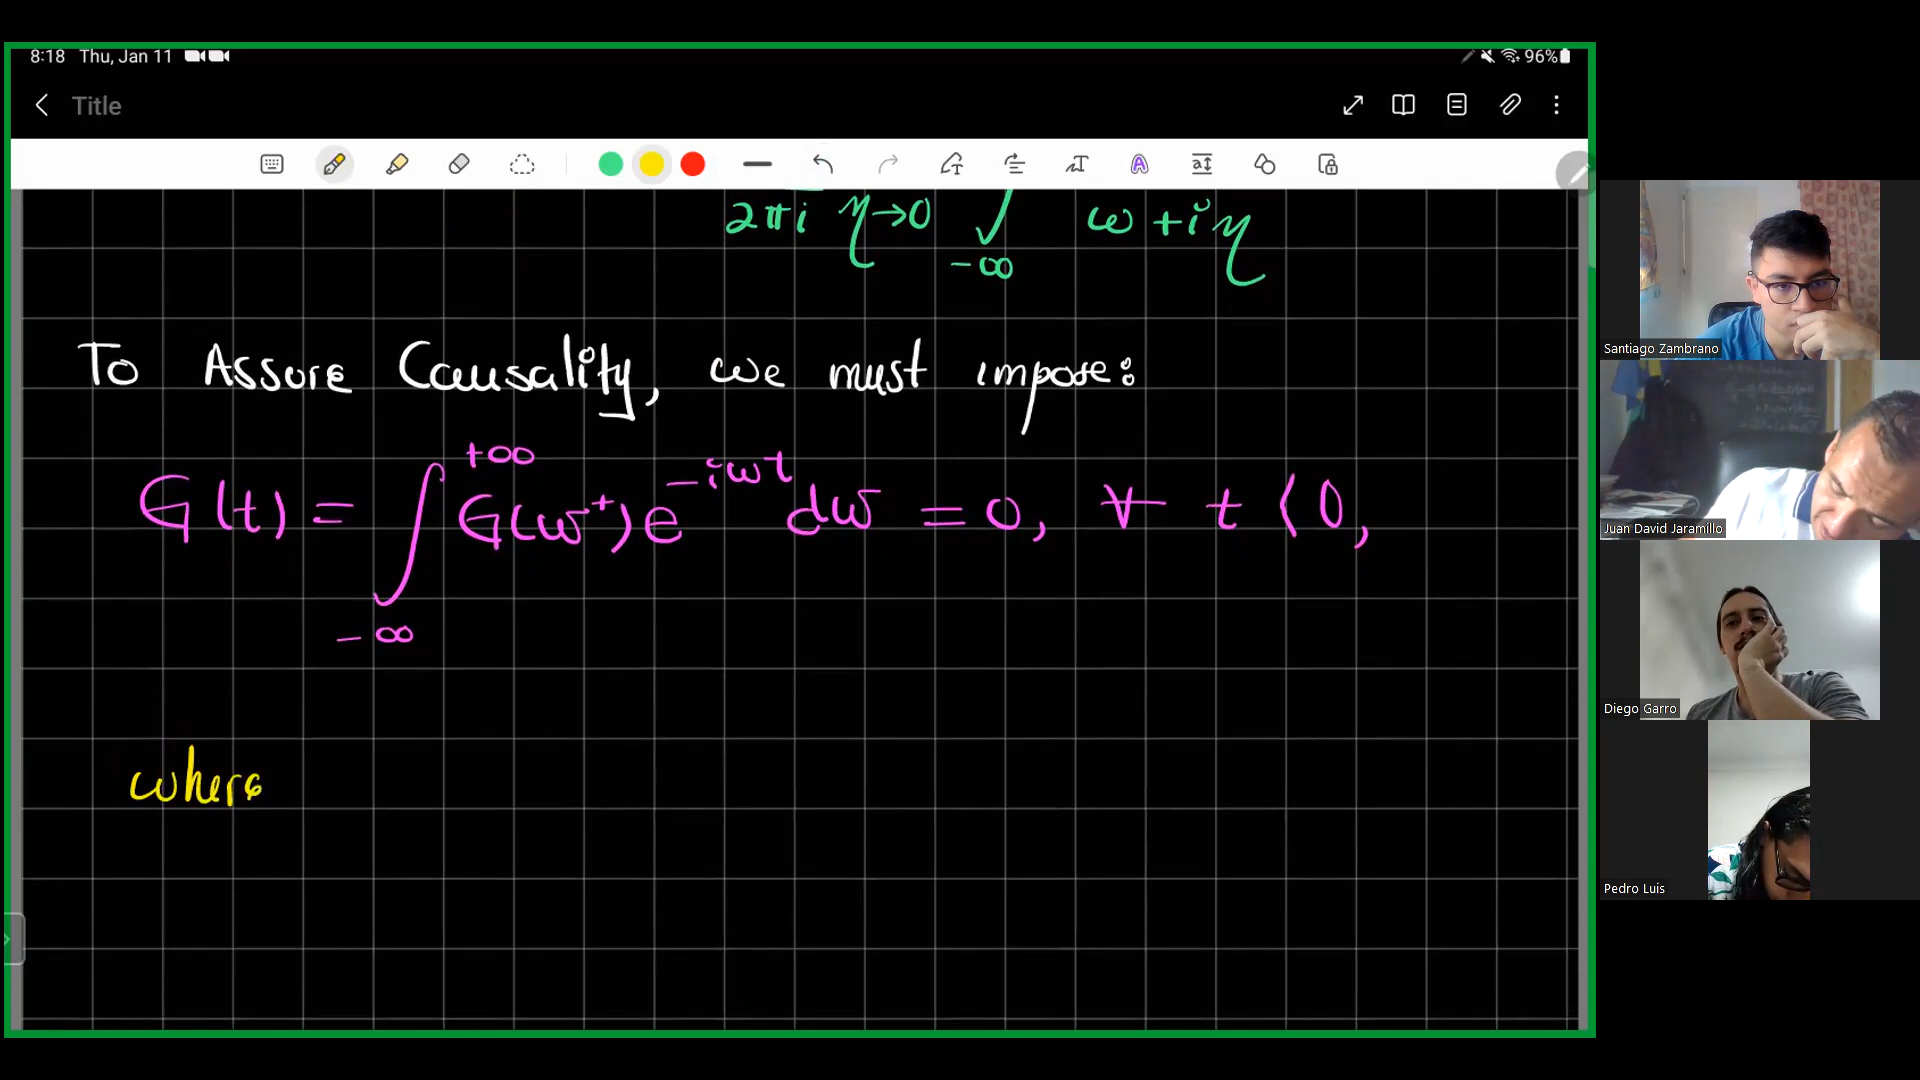 8:18 Thu, Jan 11 96%
Title
2πi η→0 ∫ ω + iη
-∞
To Assure Causality, we must impose:
G(t) = ∫ G(ω⁺) e^{-iωt} dω = 0, ∀ t < 0,
+∞
-∞
where
Santiago Zambrano
Juan David Jaramillo
Diego Garro
Pedro Luis